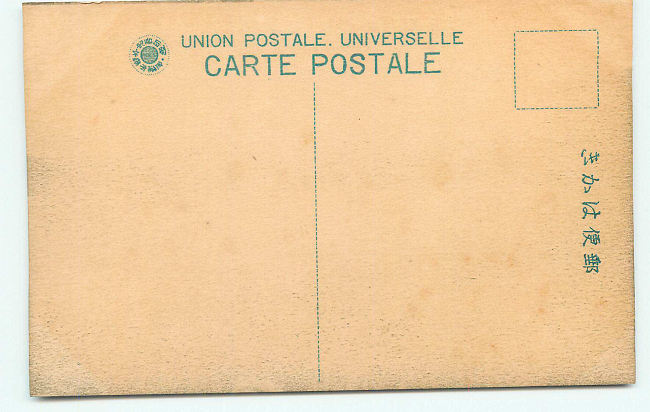 UNION POSTALE. UNIVERSELLE
CARTE POSTALE
郵便はかき